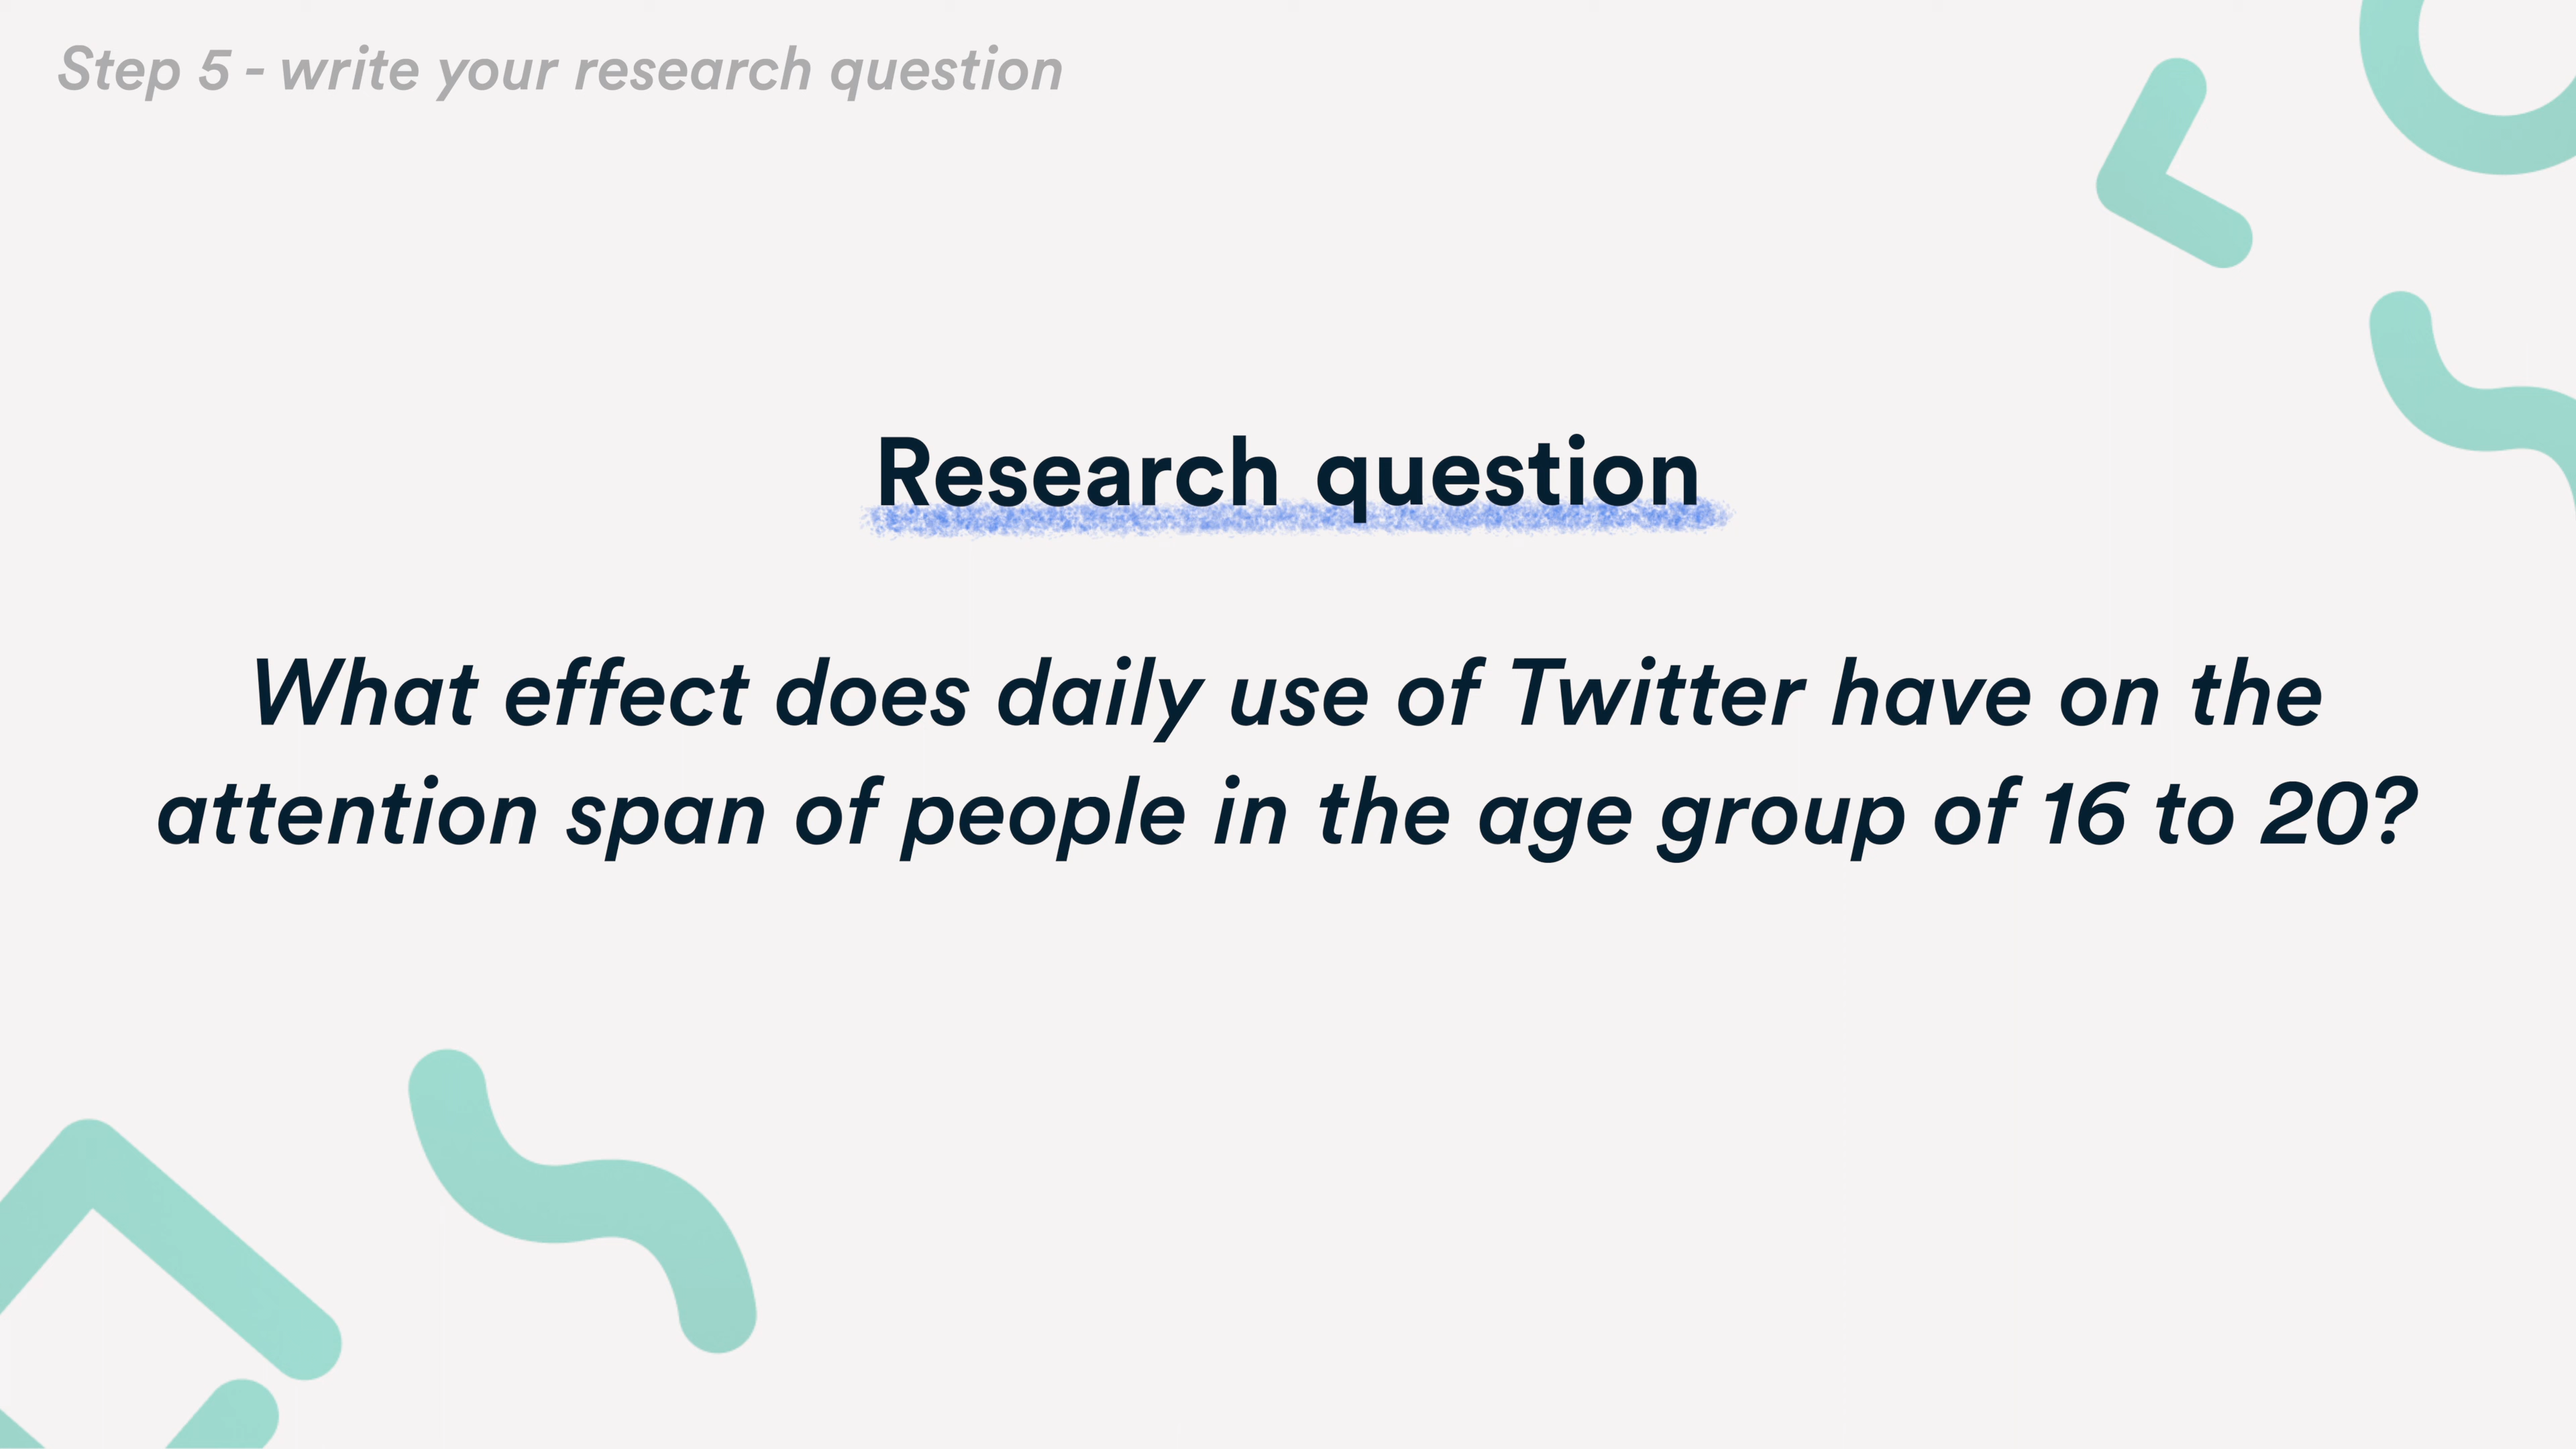 Step 5 - write your research question
Research question
What effect does daily use of Twitter have on the
attention span of people in the age group of 16 to 20?